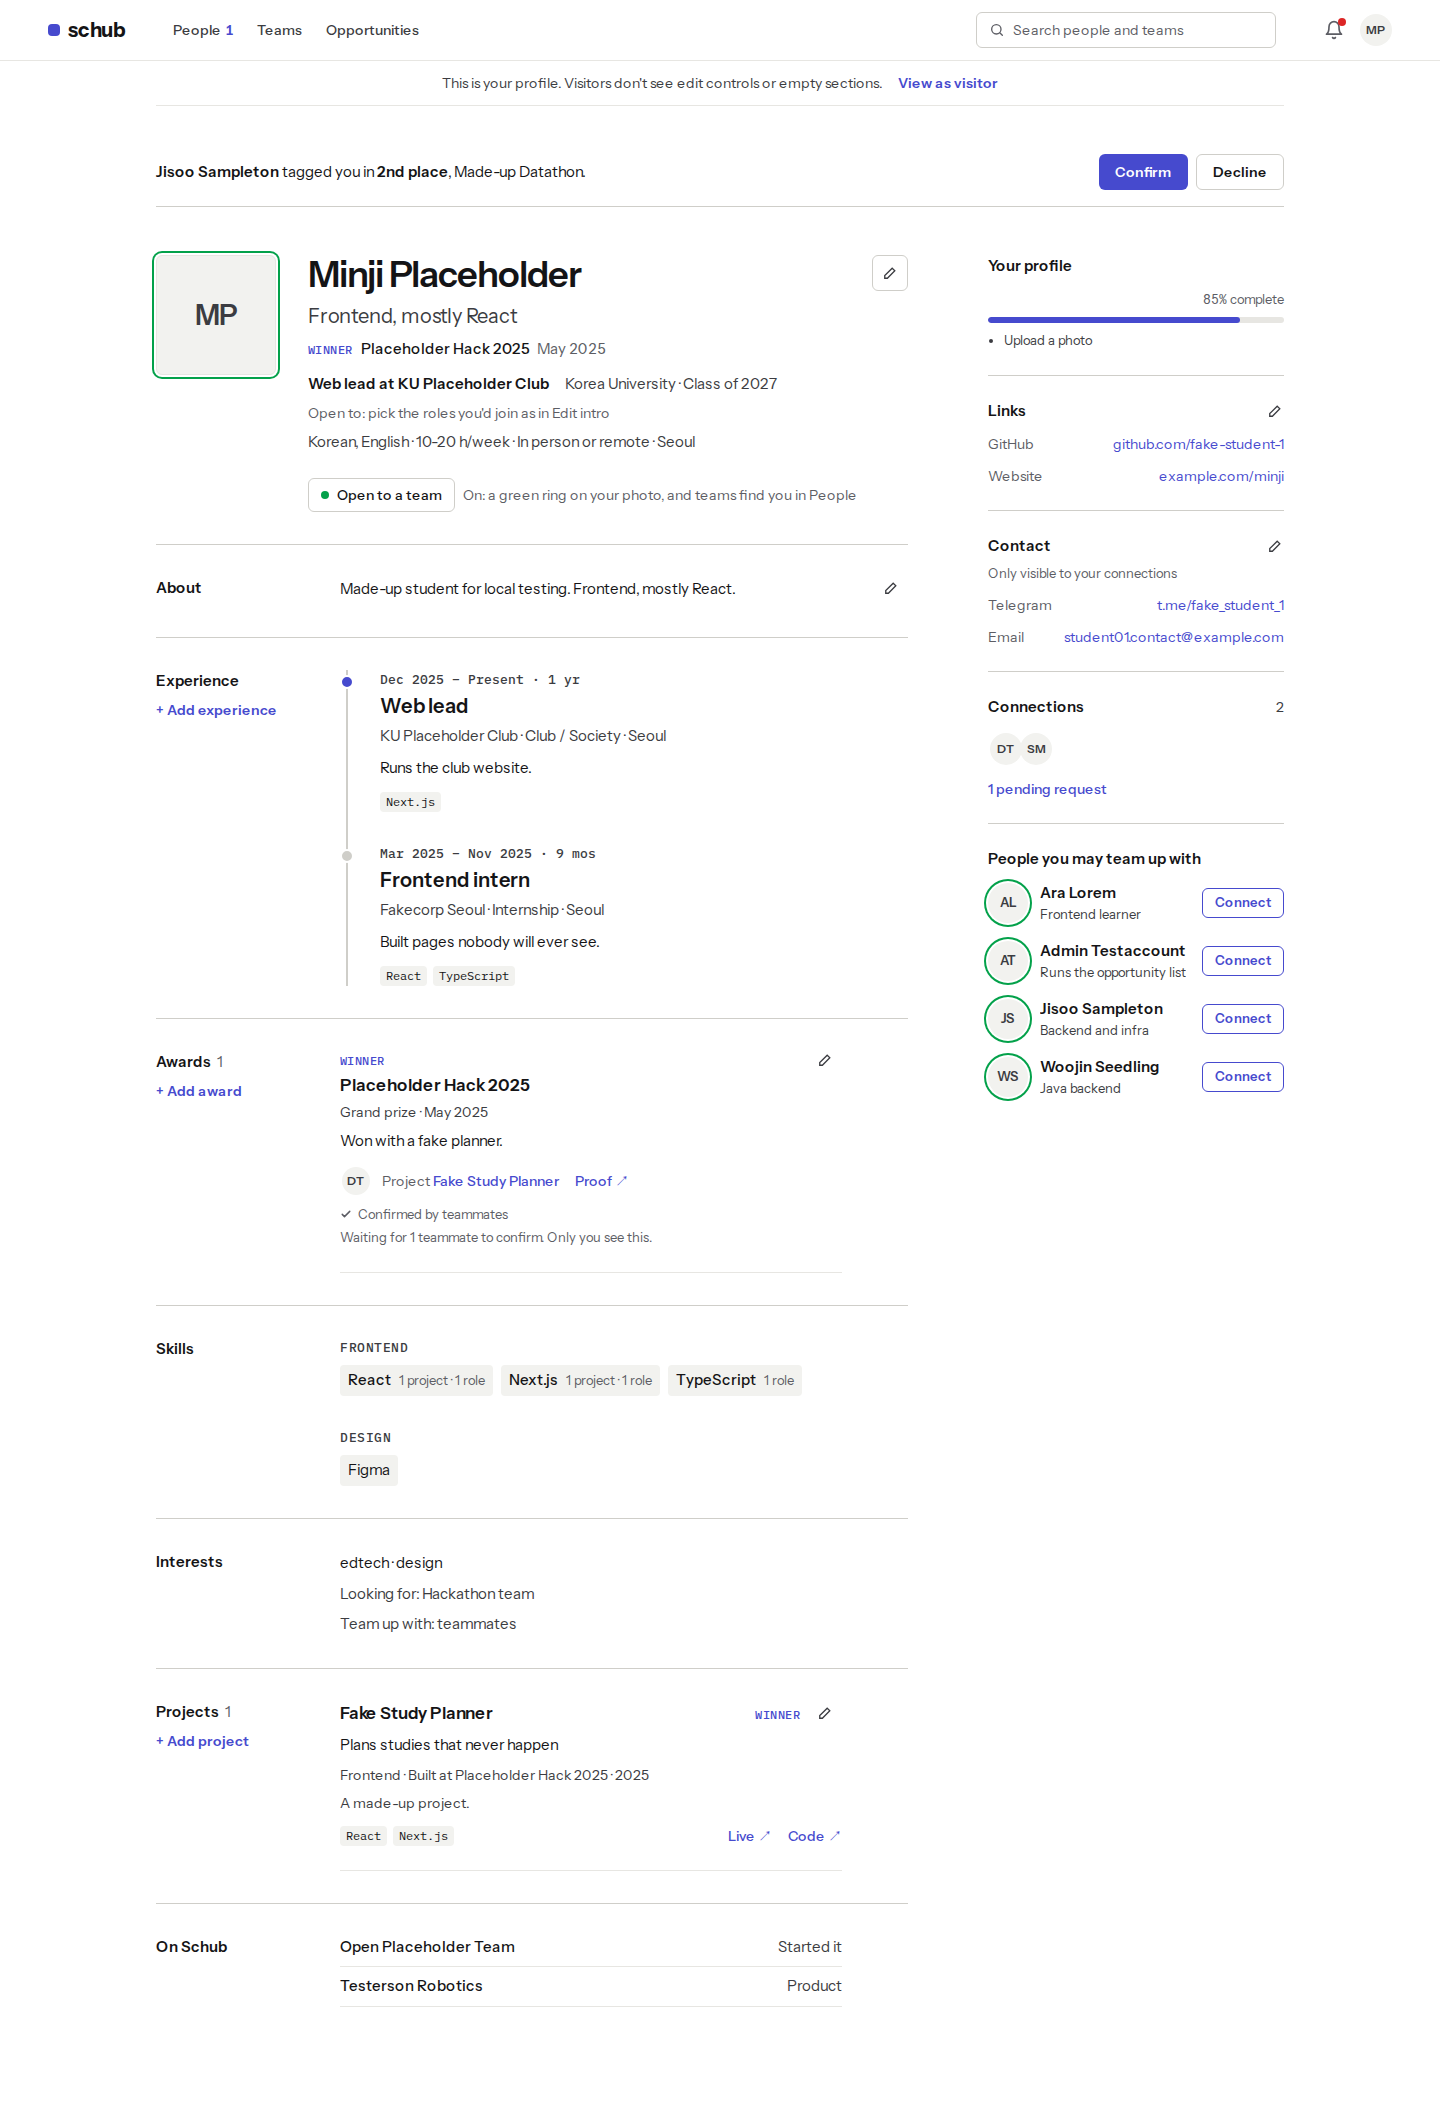 schub
People 1
Teams
Opportunities
Search people and teams
MP
This is your profile. Visitors don't see edit controls or empty sections. View as visitor
Jisoo Sampleton tagged you in 2nd place, Made-up Datathon.
Confirm
Decline
MP
Minji Placeholder
Frontend, mostly React
WINNER Placeholder Hack 2025 May 2025
Web lead at KU Placeholder Club Korea University · Class of 2027
Open to: pick the roles you'd join as in Edit intro
Korean, English · 10–20 h/week · In person or remote · Seoul
Open to a team On: a green ring on your photo, and teams find you in People
About
Made-up student for local testing. Frontend, mostly React.
Experience
+ Add experience
Dec 2025 – Present · 1 yr
Web lead
KU Placeholder Club · Club / Society · Seoul
Runs the club website.
Next.js
Mar 2025 – Nov 2025 · 9 mos
Frontend intern
Fakecorp Seoul · Internship · Seoul
Built pages nobody will ever see.
React TypeScript
Awards 1
+ Add award
WINNER
Placeholder Hack 2025
Grand prize · May 2025
Won with a fake planner.
DT Project Fake Study Planner Proof ↗
Confirmed by teammates
Waiting for 1 teammate to confirm. Only you see this.
Skills
FRONTEND
React 1 project · 1 role Next.js 1 project · 1 role TypeScript 1 role
DESIGN
Figma
Interests
edtech · design
Looking for: Hackathon team
Team up with: teammates
Projects 1
+ Add project
Fake Study Planner WINNER
Plans studies that never happen
Frontend · Built at Placeholder Hack 2025 · 2025
A made-up project.
React Next.js Live ↗ Code ↗
On Schub
Open Placeholder Team Started it
Testerson Robotics Product
Your profile
85% complete
• Upload a photo
Links
GitHub github.com/fake-student-1
Website example.com/minji
Contact
Only visible to your connections
Telegram t.me/fake_student_1
Email student01.contact@example.com
Connections 2
DT SM
1 pending request
People you may team up with
AL Ara Lorem Connect
Frontend learner
AT Admin Testaccount Connect
Runs the opportunity list
JS Jisoo Sampleton Connect
Backend and infra
WS Woojin Seedling Connect
Java backend